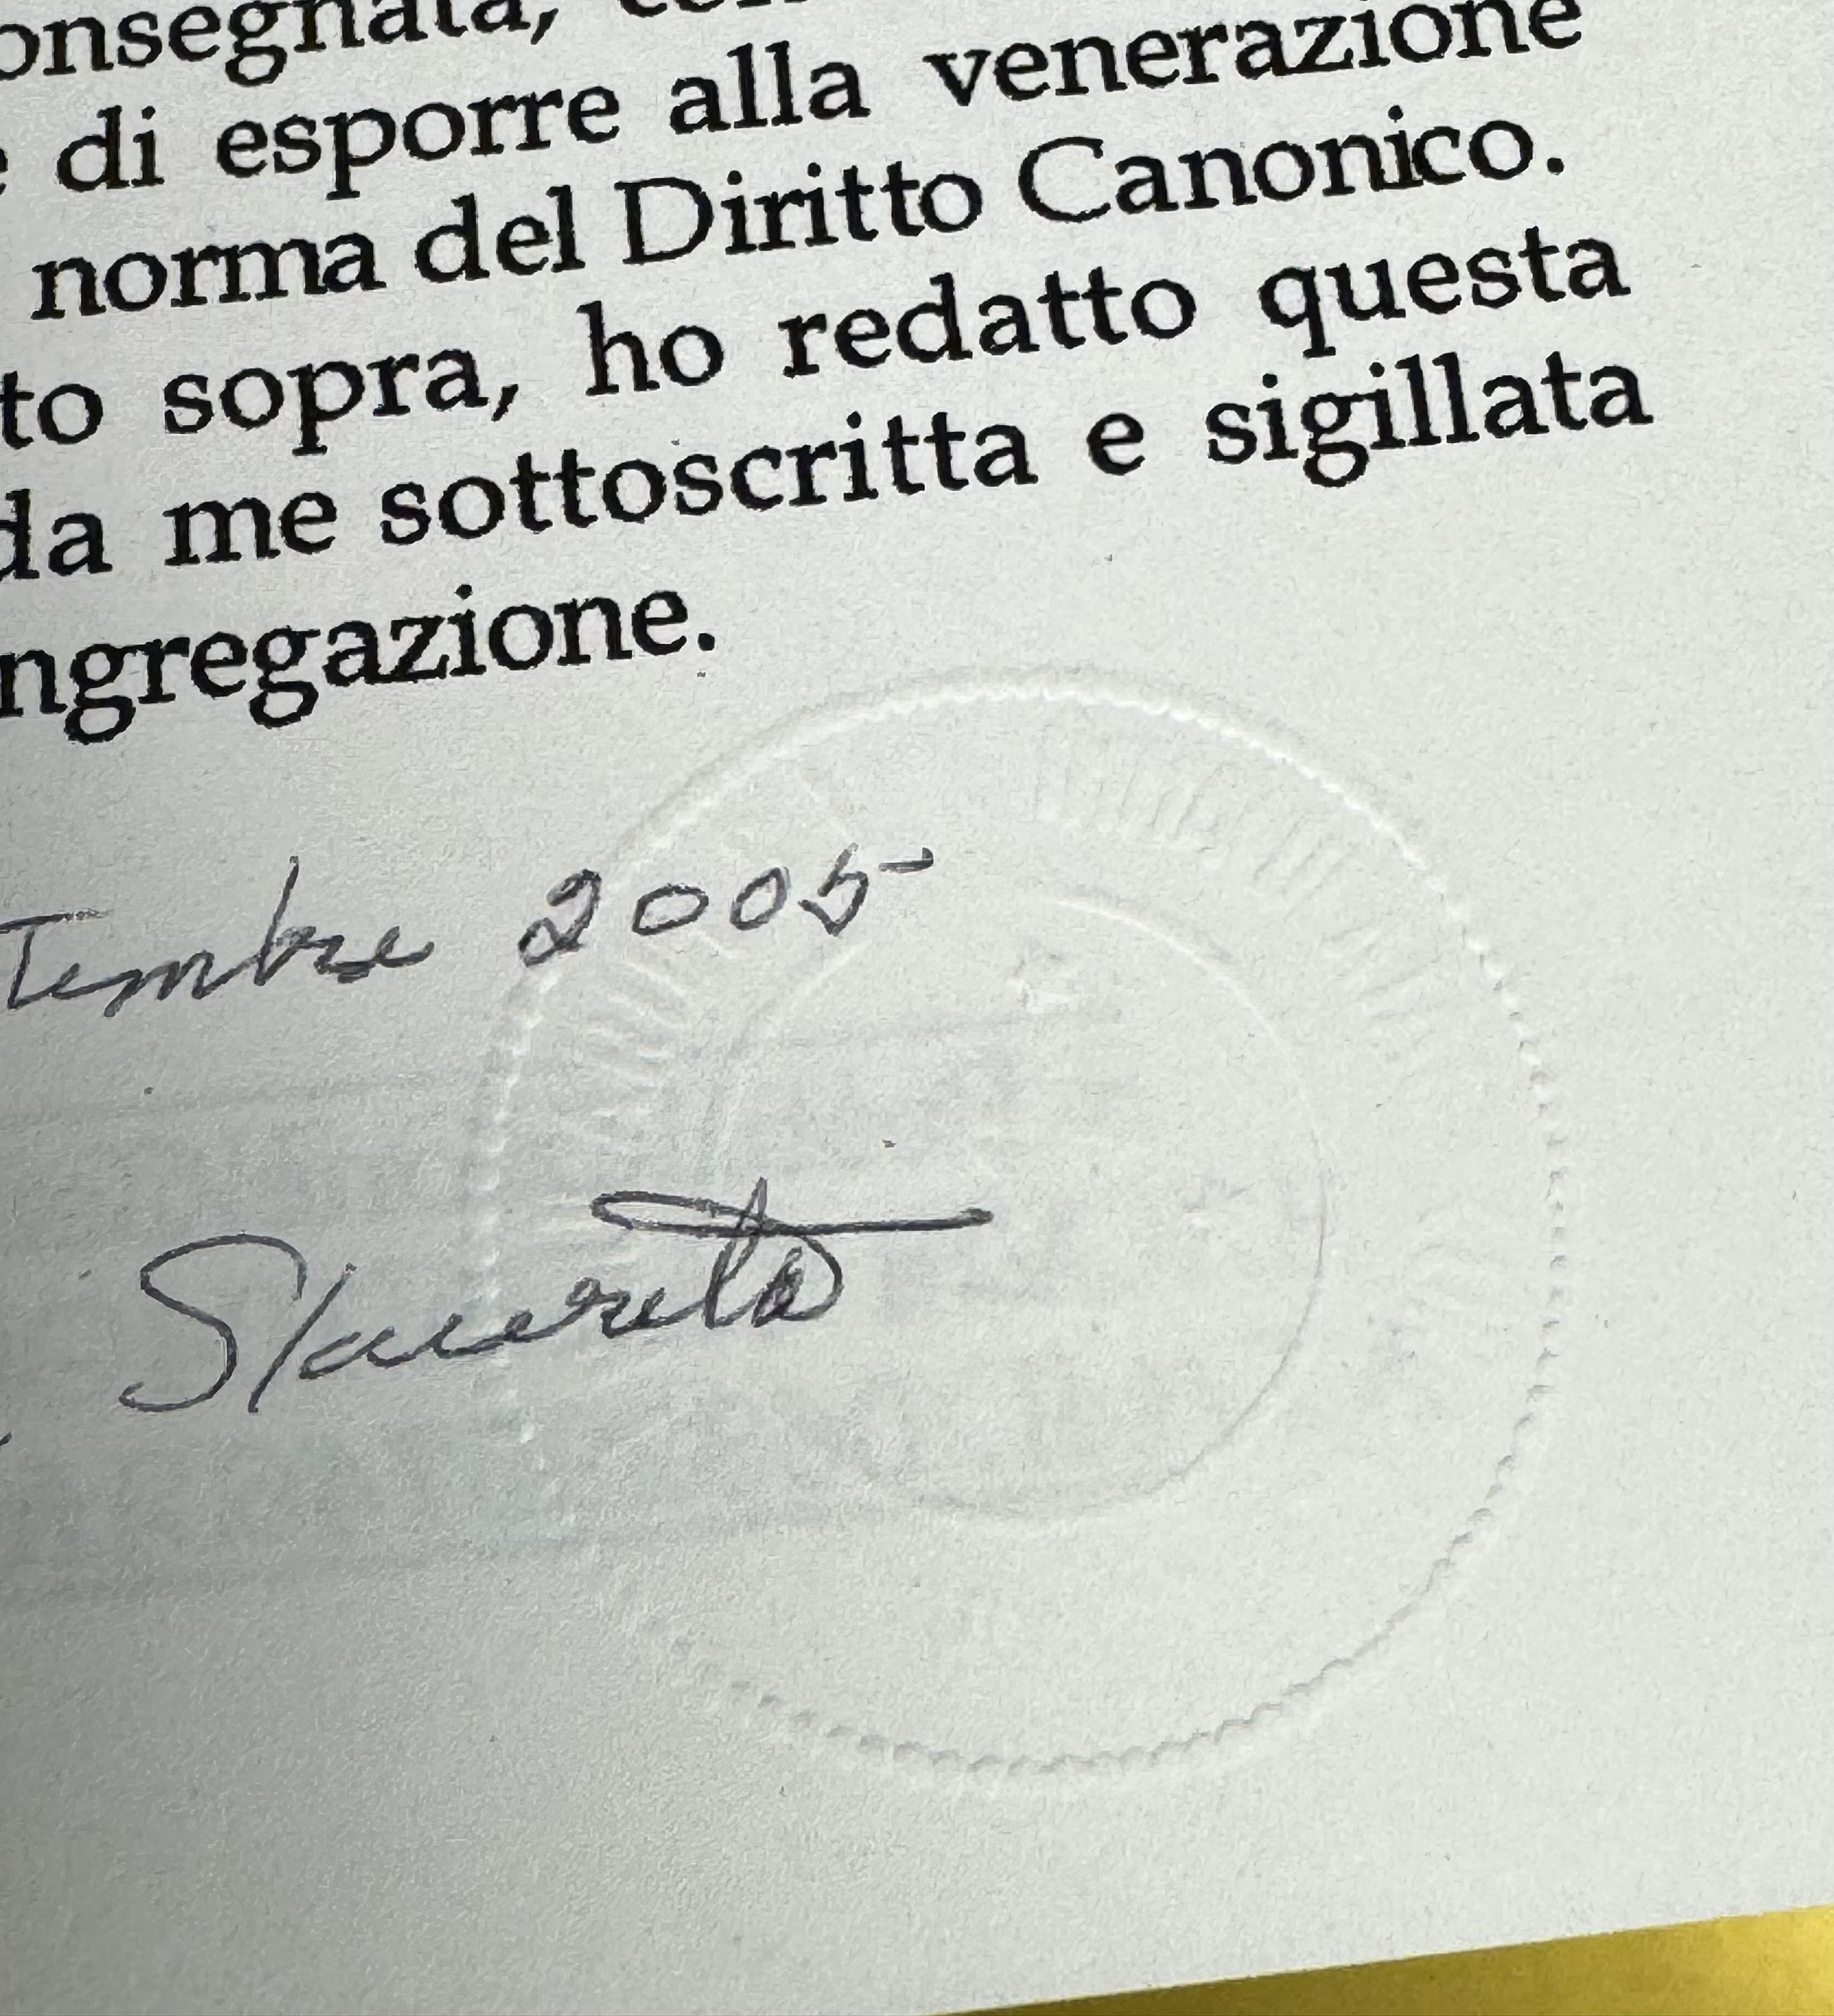 onsegnata,
di esporre alla venerazione
norma del Diritto Canonico.
to sopra, ho redatto questa
da me sottoscritta e sigillata
ngregazione.
Tembre 2005